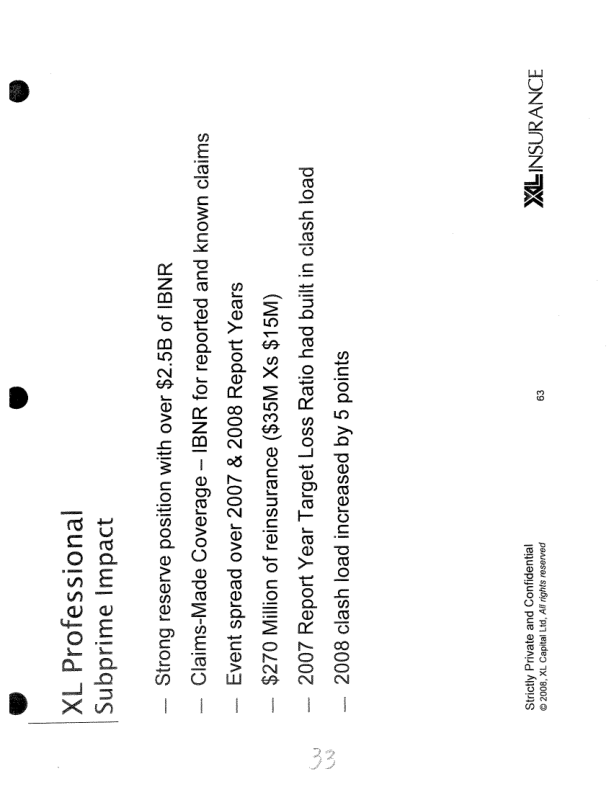 XL Professional
Subprime Impact
— Strong reserve position with over $2.5B of IBNR
— Claims-Made Coverage – IBNR for reported and known claims
— Event spread over 2007 & 2008 Report Years
— $270 Million of reinsurance ($35M Xs $15M)
— 2007 Report Year Target Loss Ratio had built in clash load
— 2008 clash load increased by 5 points
Strictly Private and Confidential
© 2008, XL Capital Ltd, All rights reserved
63
XL INSURANCE
33